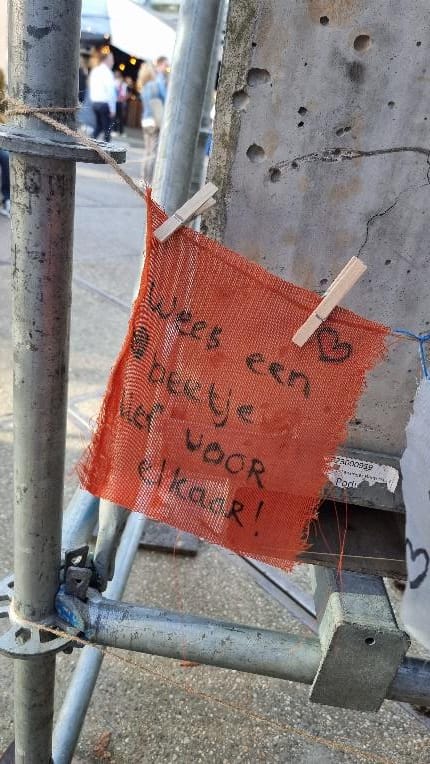 Wees een
beetje
lief voor
elkaar!